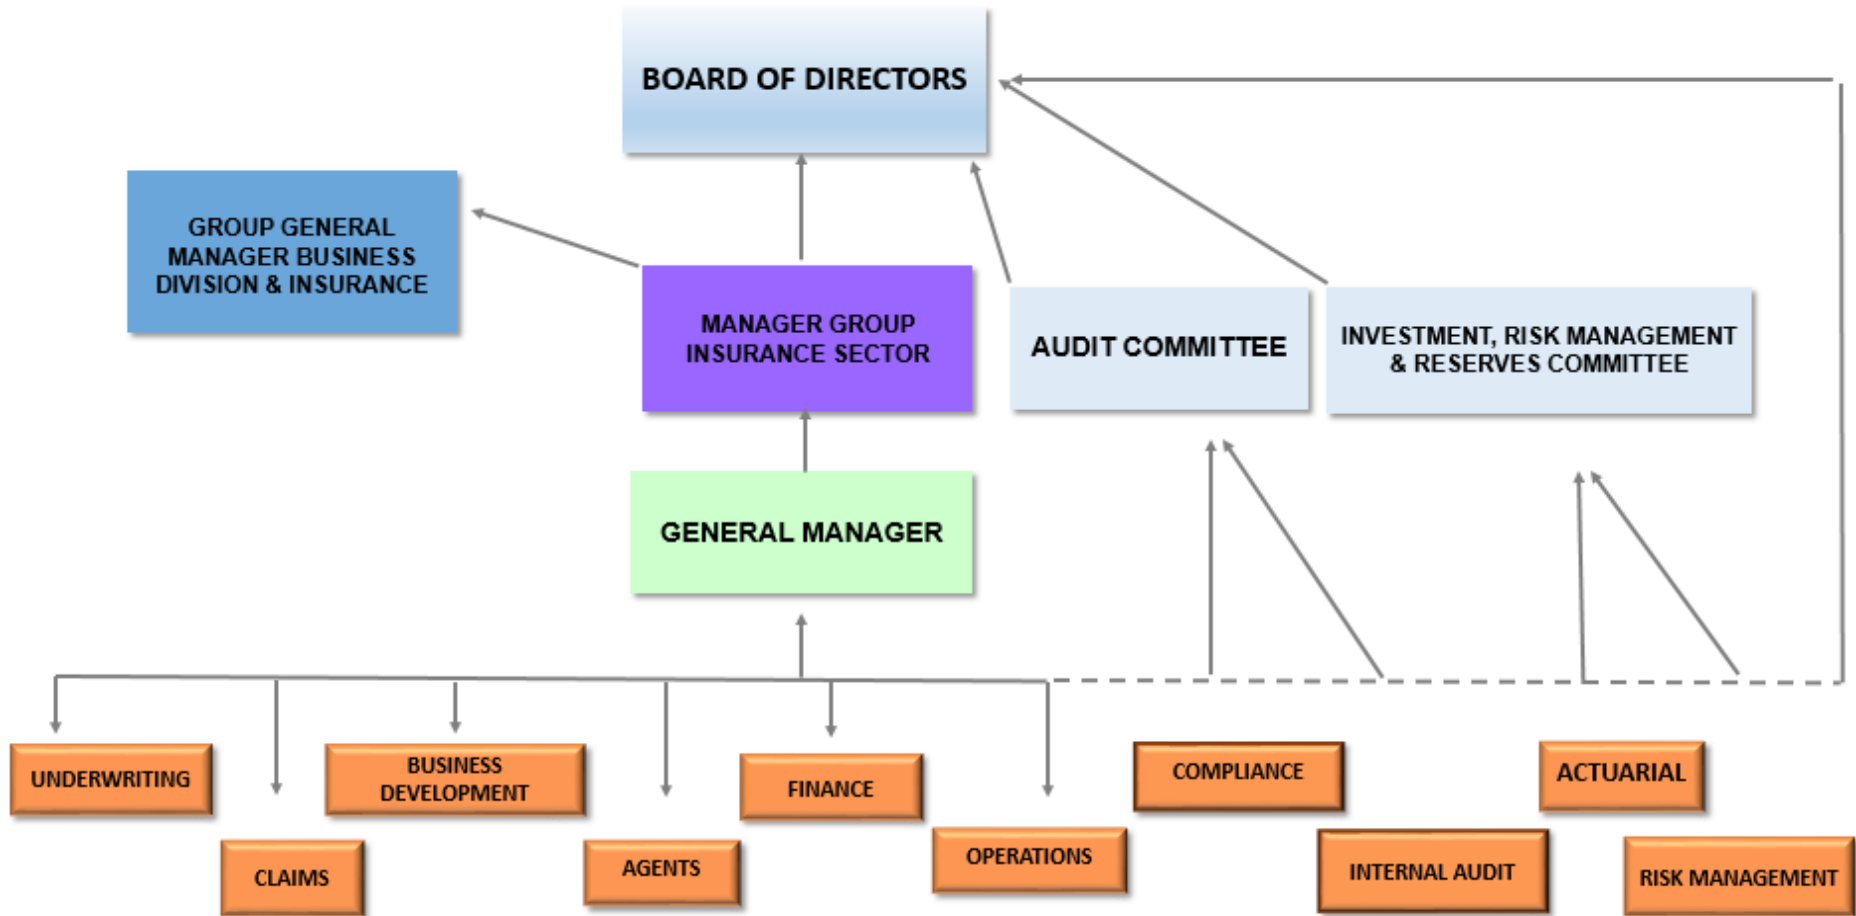 BOARD OF DIRECTORS
GROUP GENERAL
MANAGER BUSINESS
DIVISION & INSURANCE
MANAGER GROUP
INSURANCE SECTOR
AUDIT COMMITTEE
INVESTMENT, RISK MANAGEMENT
& RESERVES COMMITTEE
GENERAL MANAGER
UNDERWRITING
CLAIMS
BUSINESS
DEVELOPMENT
AGENTS
FINANCE
OPERATIONS
COMPLIANCE
INTERNAL AUDIT
ACTUARIAL
RISK MANAGEMENT